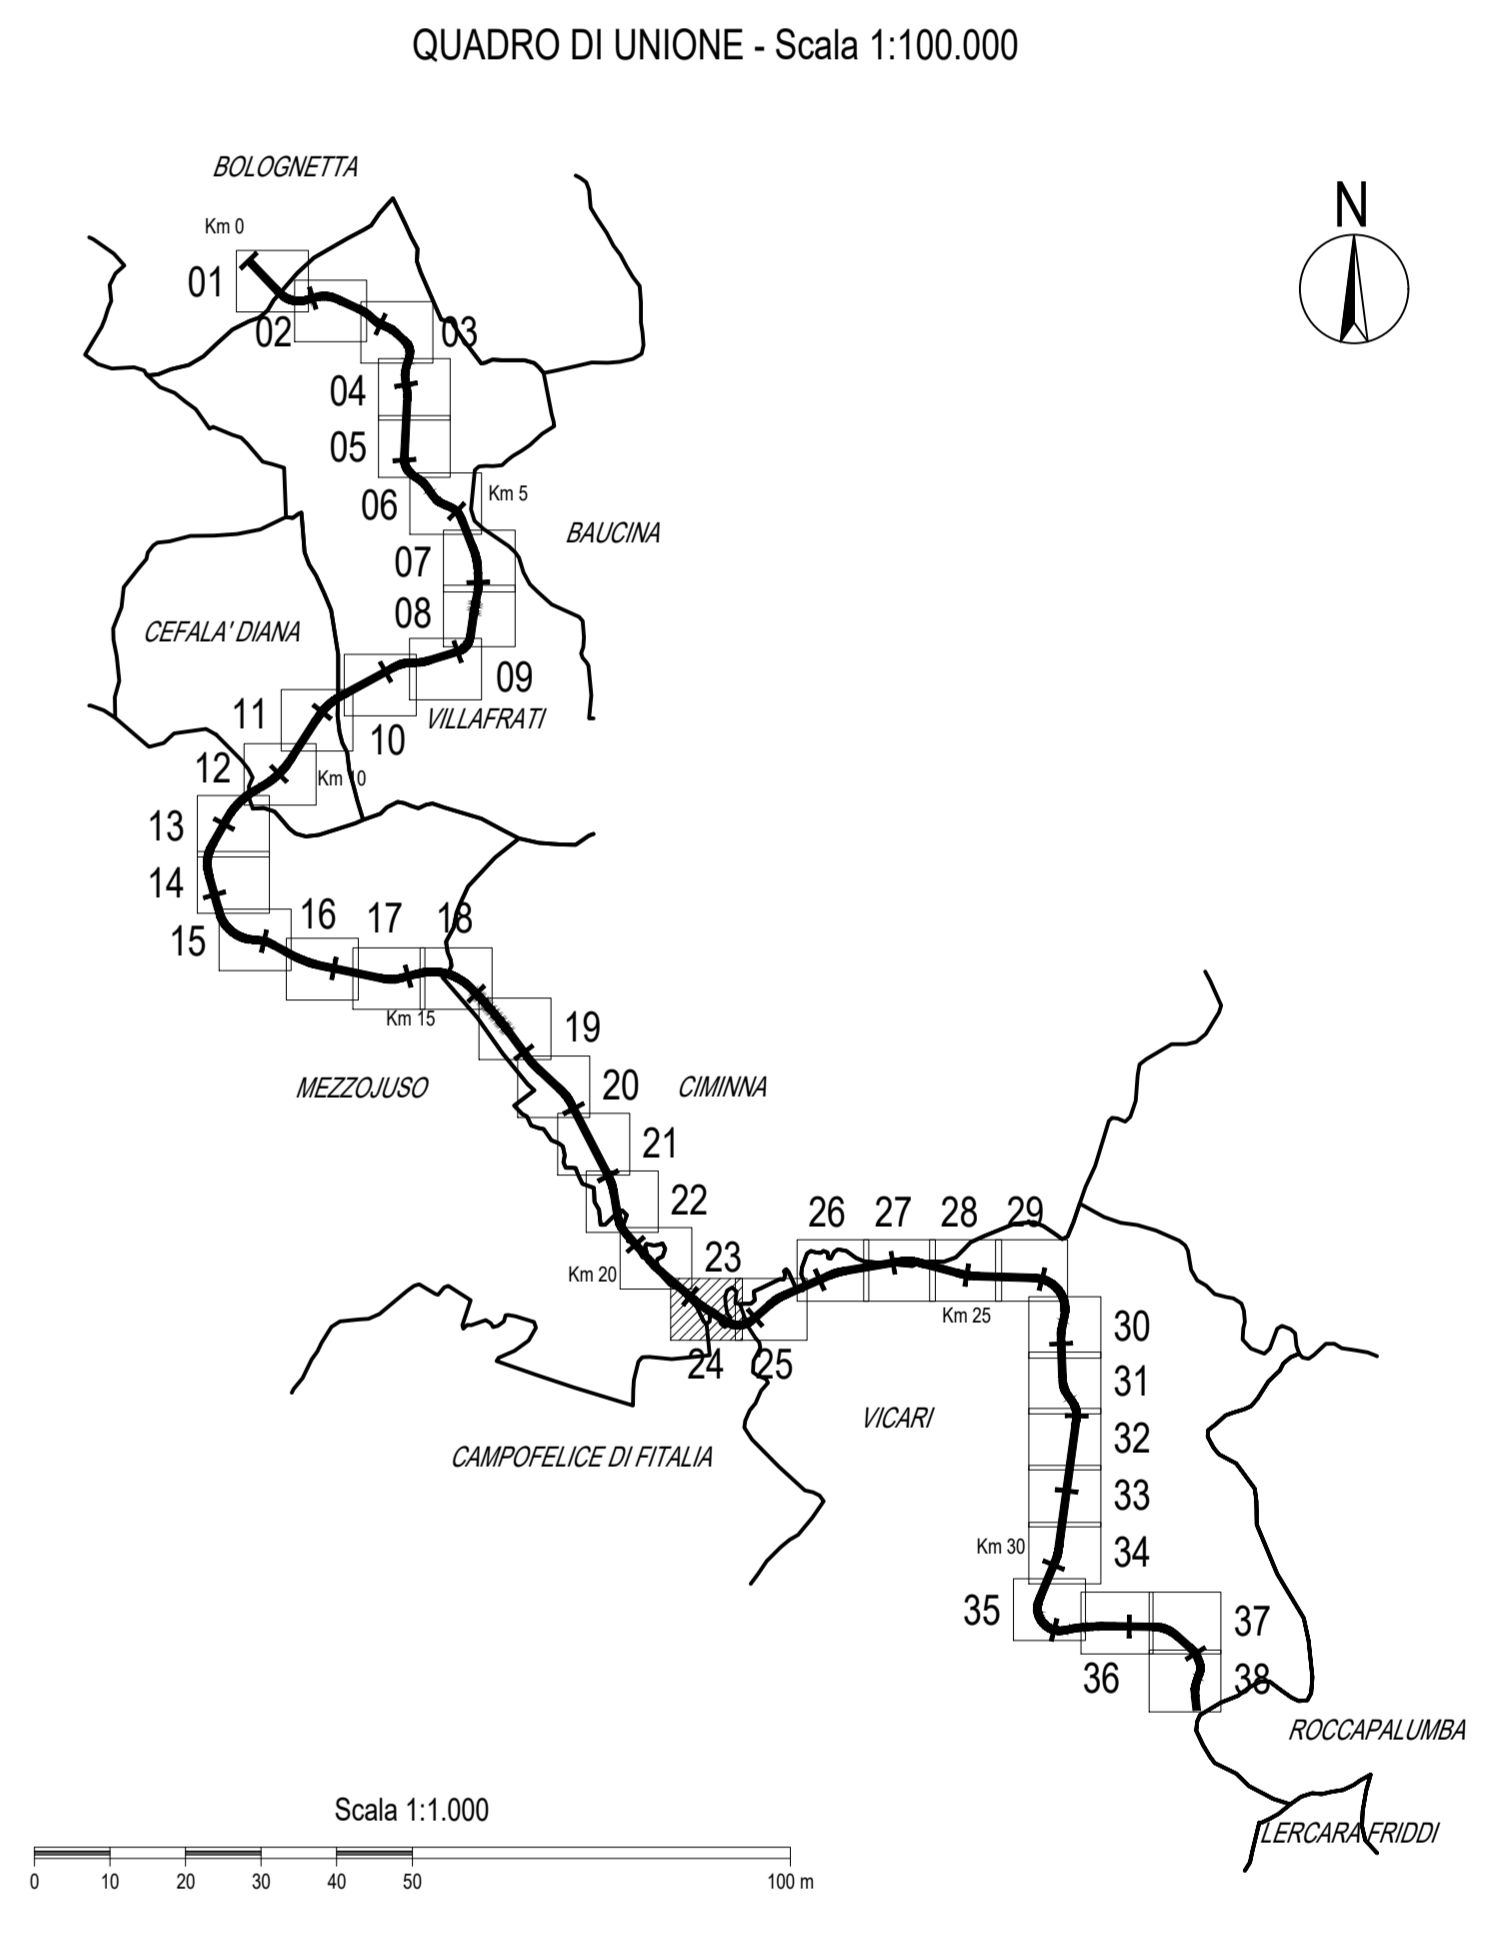 QUADRO DI UNIONE - Scala 1:100.000
BOLOGNETTA
N
Km 0
01
02
03
04
05
06
Km 5
BAUCINA
07
08
CEFALA' DIANA
09
11
VILLAFRATI
10
12
Km 10
13
14
16
17
18
15
Km 15
19
MEZZOJUSO
20
CIMINNA
21
22
26
27
28
29
23
Km 20
Km 25
30
24
25
31
VICARI
32
CAMPOFELICE DI FITALIA
33
Km 30
34
35
37
36
38
ROCCAPALUMBA
Scala 1:1.000
LERCARA FRIDDI
0 10 20 30 40 50 100 m